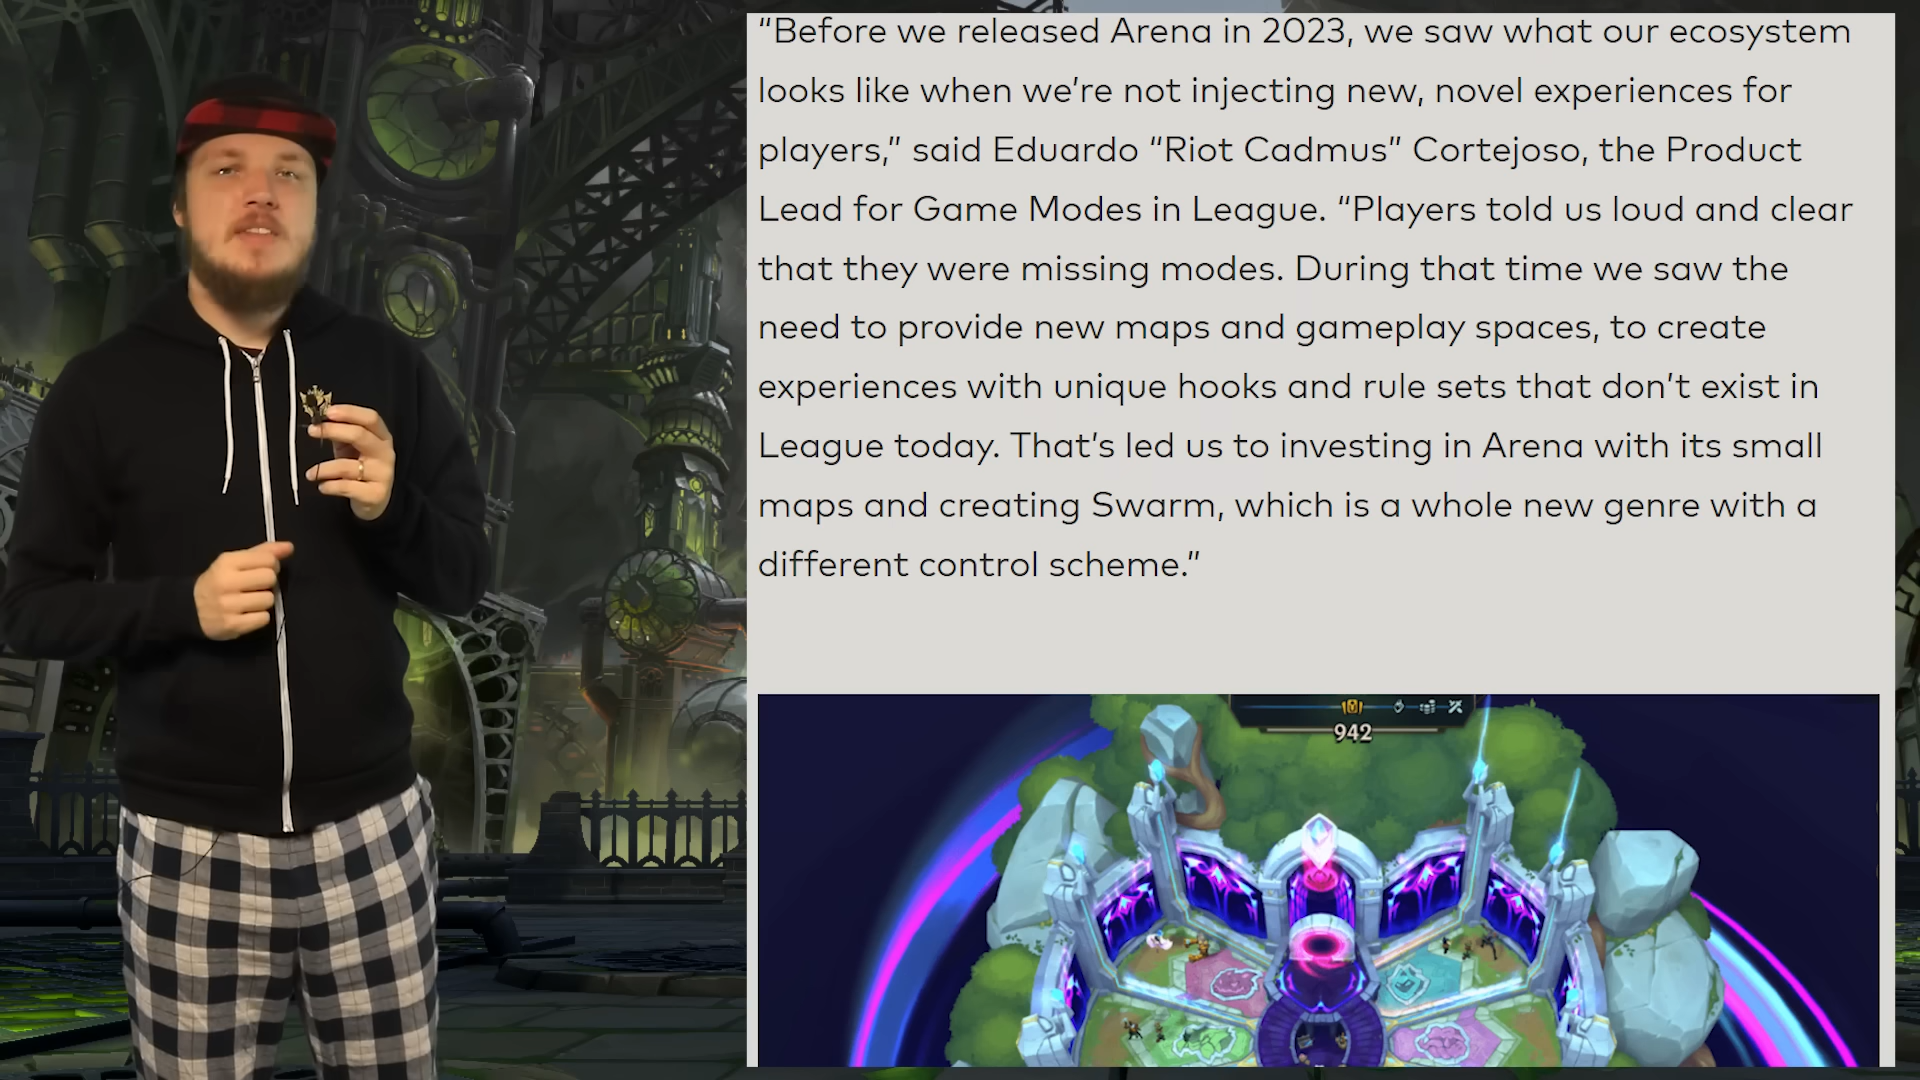 “Before we released Arena in 2023, we saw what our ecosystem
looks like when we’re not injecting new, novel experiences for
players,” said Eduardo “Riot Cadmus” Cortejoso, the Product
Lead for Game Modes in League. “Players told us loud and clear
that they were missing modes. During that time we saw the
need to provide new maps and gameplay spaces, to create
experiences with unique hooks and rule sets that don’t exist in
League today. That’s led us to investing in Arena with its small
maps and creating Swarm, which is a whole new genre with a
different control scheme.”
942